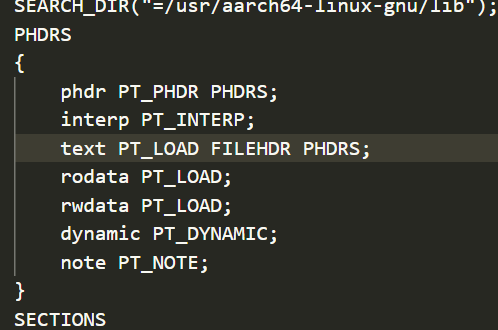 SEARCH_DIR("=/usr/aarch64-linux-gnu/lib");
PHDRS
{
    phdr PT_PHDR PHDRS;
    interp PT_INTERP;
    text PT_LOAD FILEHDR PHDRS;
    rodata PT_LOAD;
    rwdata PT_LOAD;
    dynamic PT_DYNAMIC;
    note PT_NOTE;
}
SECTIONS